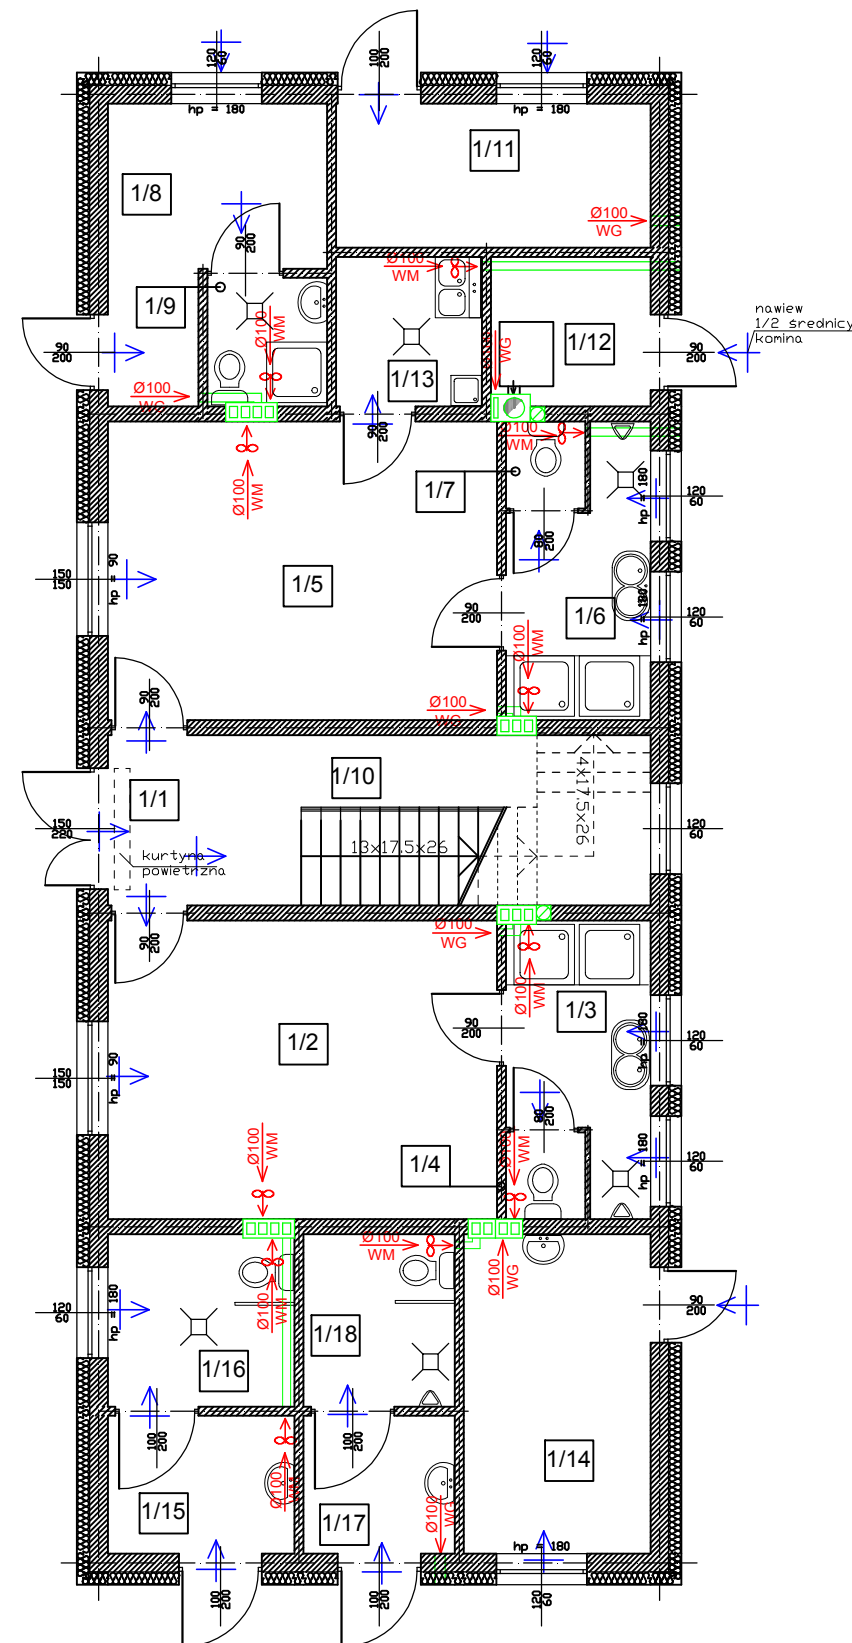 120
60
100
200
120
60
hp = 180
hp = 180
1/11
1/8
Ø100
WG
90
200
Ø100
WM
1/9
nawiew
1/2 średnicy
komina
Ø100
WM
WG
1/12
90
200
90
200
1/13
Ø100
WG
90
200
Ø100
WM
Ø100
WM
1/7
120
60
hp = 180
80
200
150
150
hp = 90
1/5
90
200
1/6
hp = 180
120
60
Ø100
WM
90
200
Ø100
WG
1/1
1/10
4x17.5x26
150
220
13x17.5x26
120
60
kurtyna
powietrzna
90
200
Ø100
WG
Ø100
WM
1/3
90
200
1/2
hp = 180
120
60
150
150
hp = 90
80
200
Ø100
WM
Ø100
WM
1/4
hp = 180
120
60
Ø100
WM
Ø100
WG
120
60
hp = 180
Ø100
WM
90
200
1/18
1/16
100
200
100
200
1/14
Ø100
WM
1/15
1/17
Ø100
WG
hp = 180
100
200
100
200
120
60